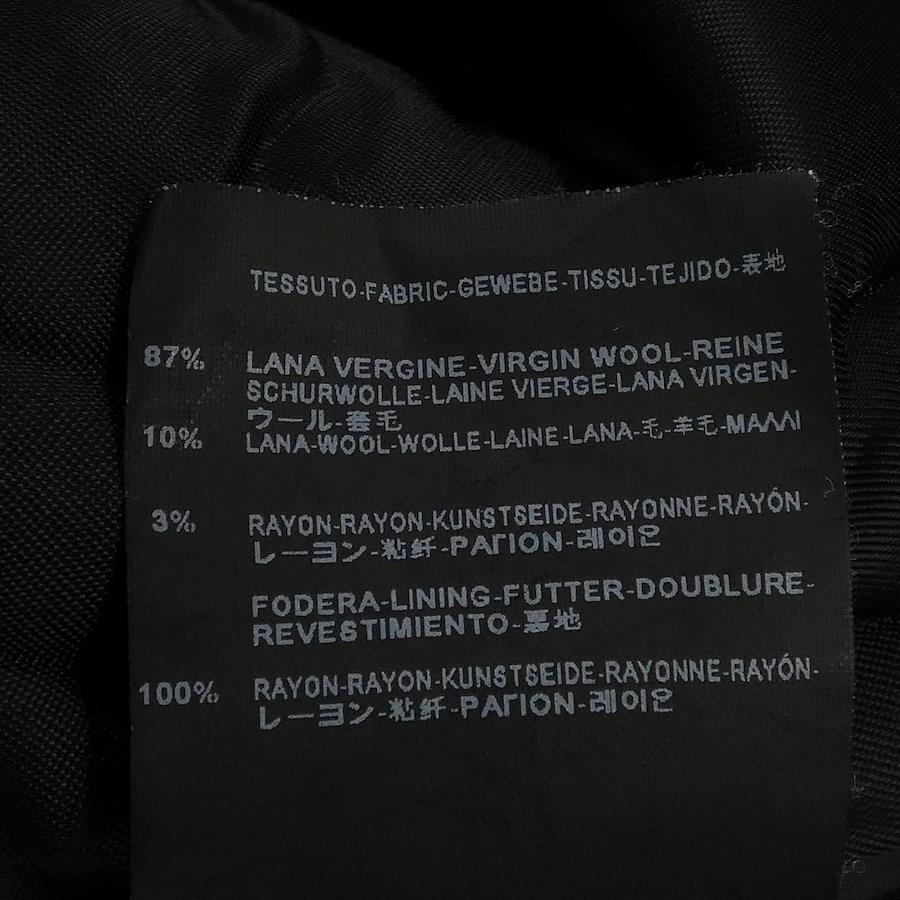 TESSUTO-FABRIC-GEWEBE-TISSU-TEJIDO-表地
87% LANA VERGINE-VIRGIN WOOL-REINE
SCHURWOLLE-LAINE VIERGE-LANA VIRGEN-
ウール-套毛
10% LANA-WOOL-WOLLE-LAINE-LANA-毛-羊毛-ΜΑΛΛΙ
3% RAYON-RAYON-KUNSTSEIDE-RAYONNE-RAYÓN-
レーヨン-粘纤-ΡΑΓΙΟΝ-레이온
FODERA-LINING-FUTTER-DOUBLURE-
REVESTIMIENTO-裏地
100% RAYON-RAYON-KUNSTSEIDE-RAYONNE-RAYÓN-
レーヨン-粘纤-ΡΑΓΙΟΝ-레이온